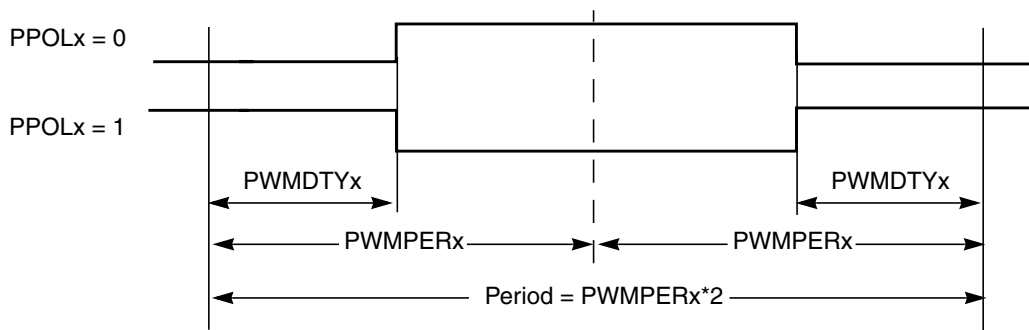 PPOLx = 0
PPOLx = 1
PWMDTYx
PWMDTYx
PWMPERx
PWMPERx
Period = PWMPERx*2